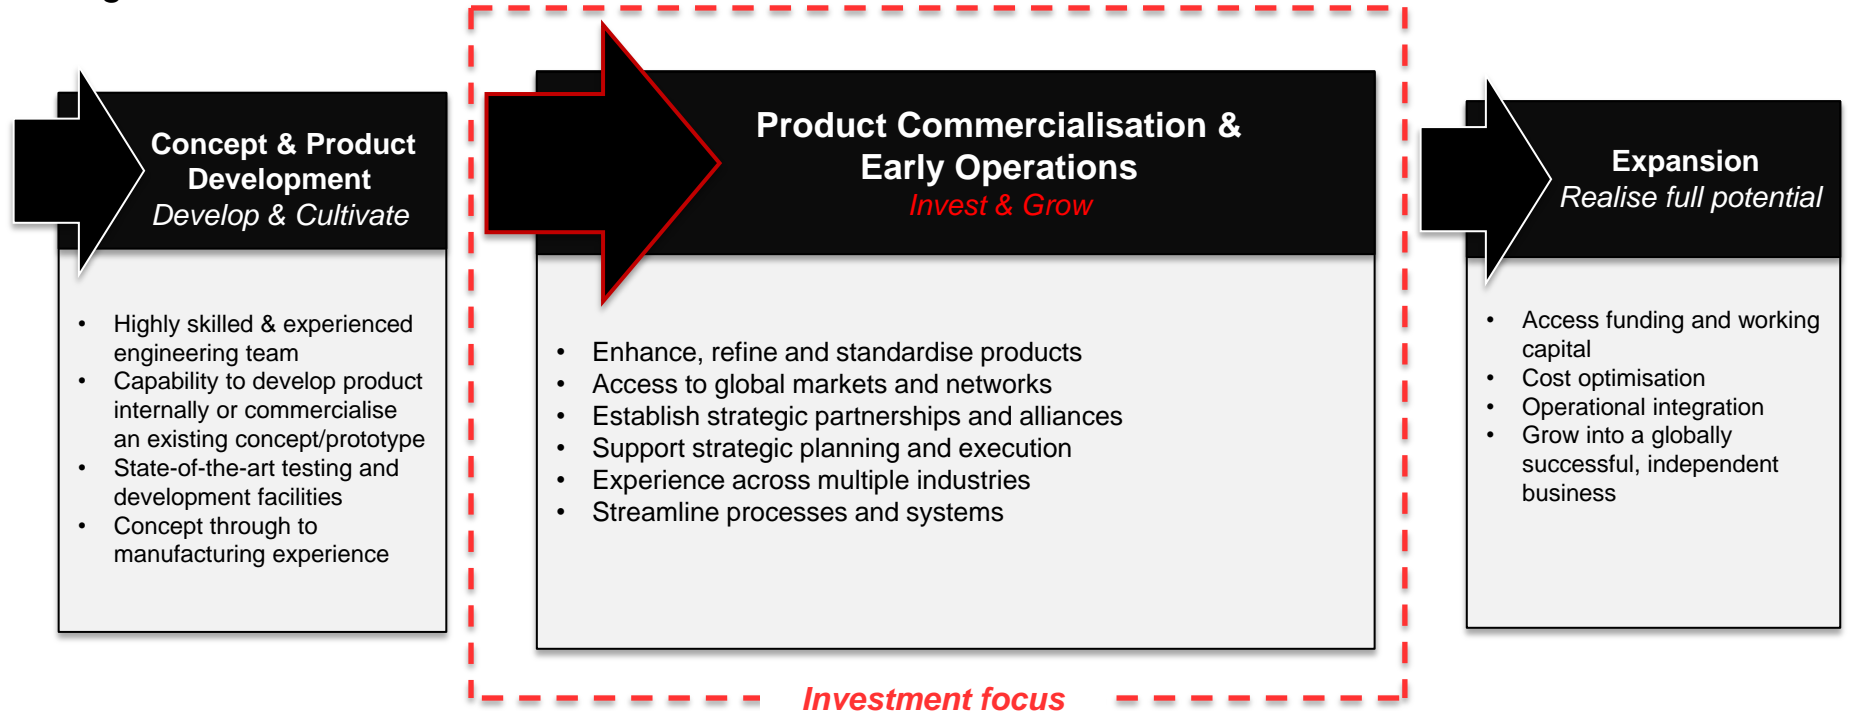 Concept & Product
Development
Develop & Cultivate
• Highly skilled & experienced
engineering team
• Capability to develop product
internally or commercialise
an existing concept/prototype
• State-of-the-art testing and
development facilities
• Concept through to
manufacturing experience
Product Commercialisation &
Early Operations
Invest & Grow
• Enhance, refine and standardise products
• Access to global markets and networks
• Establish strategic partnerships and alliances
• Support strategic planning and execution
• Experience across multiple industries
• Streamline processes and systems
Investment focus
Expansion
Realise full potential
• Access funding and working
capital
• Cost optimisation
• Operational integration
• Grow into a globally
successful, independent
business